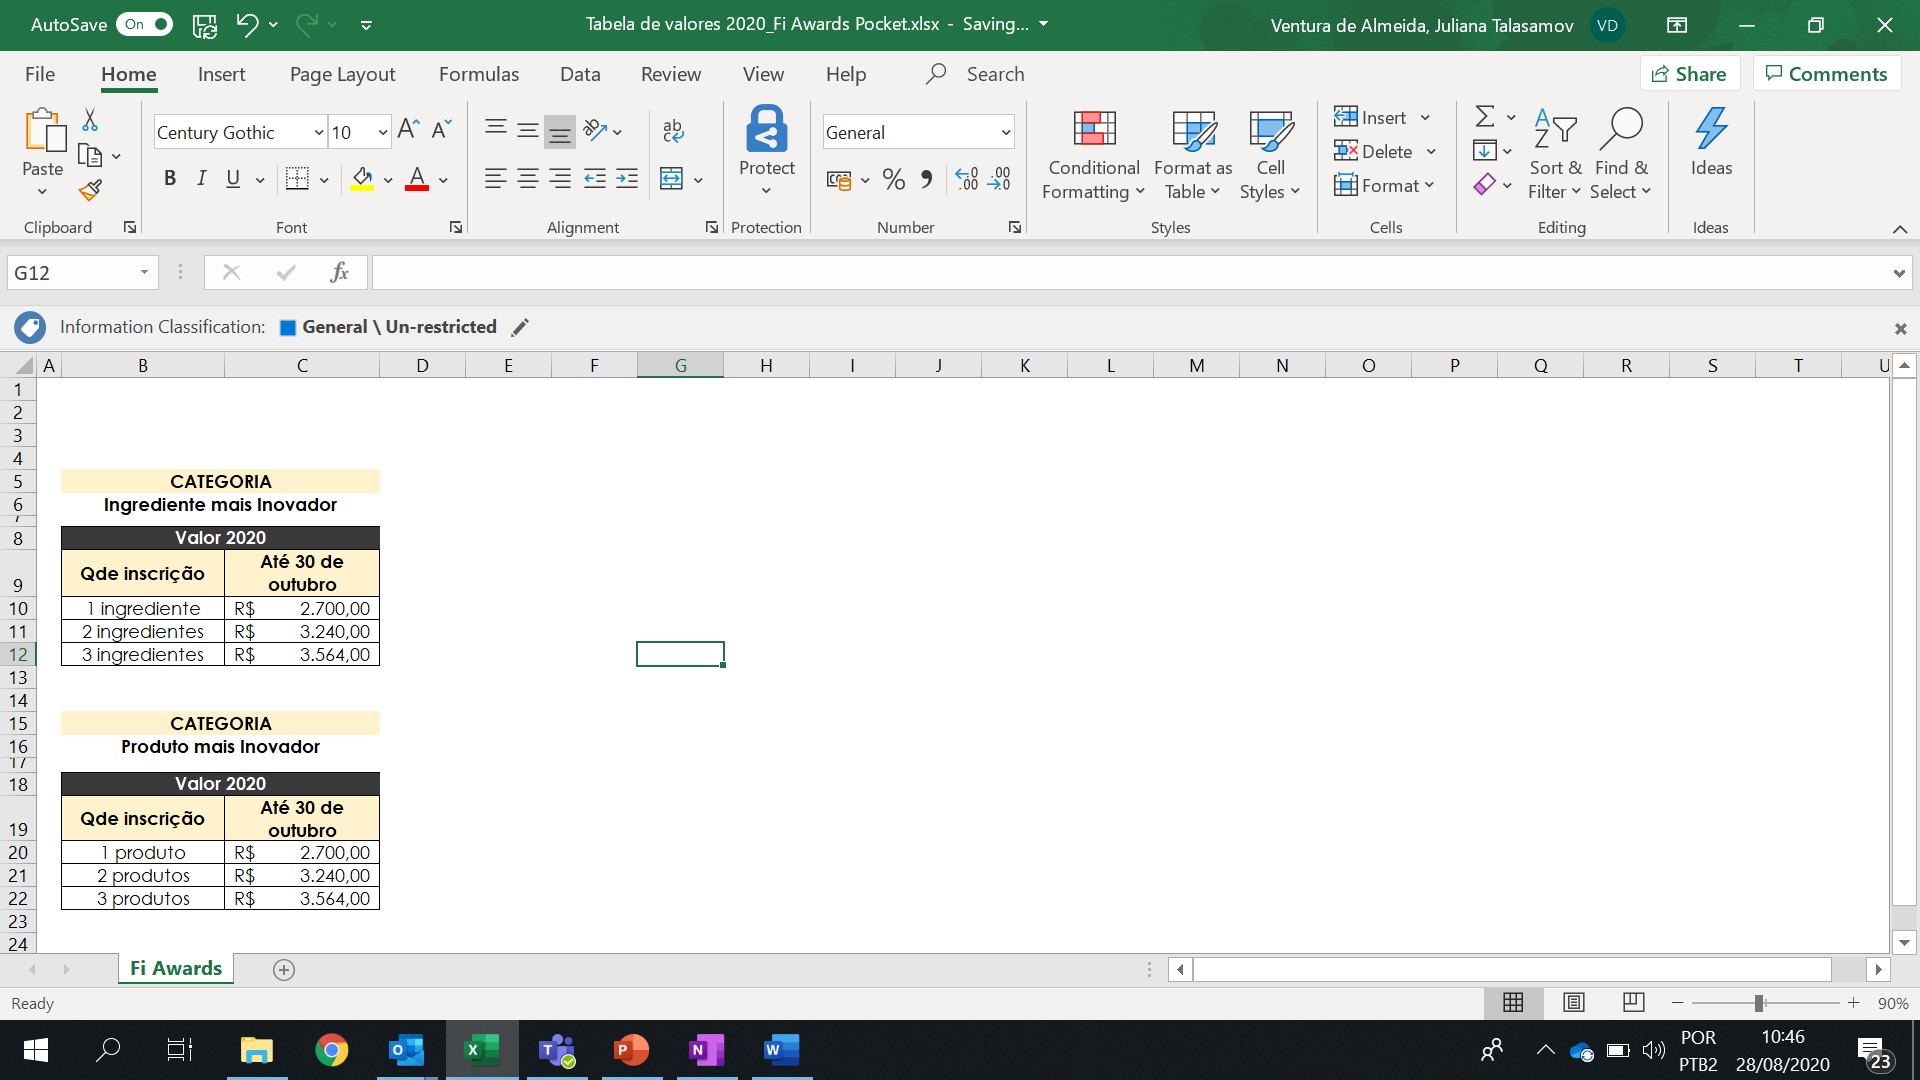 AutoSave On
Tabela de valores 2020_Fi Awards Pocket.xlsx - Saving...
Ventura de Almeida, Juliana Talasamov VD
File Home Insert Page Layout Formulas Data Review View Help Search Share Comments
Paste
Clipboard
Century Gothic 10
B I U
Font
ab
Alignment
Protect
Protection
General
Number
Conditional Formatting
Format as Table
Cell Styles
Styles
Insert
Delete
Format
Cells
Sort & Filter
Find & Select
Editing
Ideas
Ideas
G12 fx
Information Classification: General \ Un-restricted
A B C D E F G H I J K L M N O P Q R S T U
1
2
3
4
5 CATEGORIA
6 Ingrediente mais Inovador
7
8 Valor 2020
9 Qde inscrição Até 30 de outubro
10 1 ingrediente R$ 2.700,00
11 2 ingredientes R$ 3.240,00
12 3 ingredientes R$ 3.564,00
13
14
15 CATEGORIA
16 Produto mais Inovador
17
18 Valor 2020
19 Qde inscrição Até 30 de outubro
20 1 produto R$ 2.700,00
21 2 produtos R$ 3.240,00
22 3 produtos R$ 3.564,00
23
24
Fi Awards
Ready 90%
POR 10:46
PTB2 28/08/2020 23